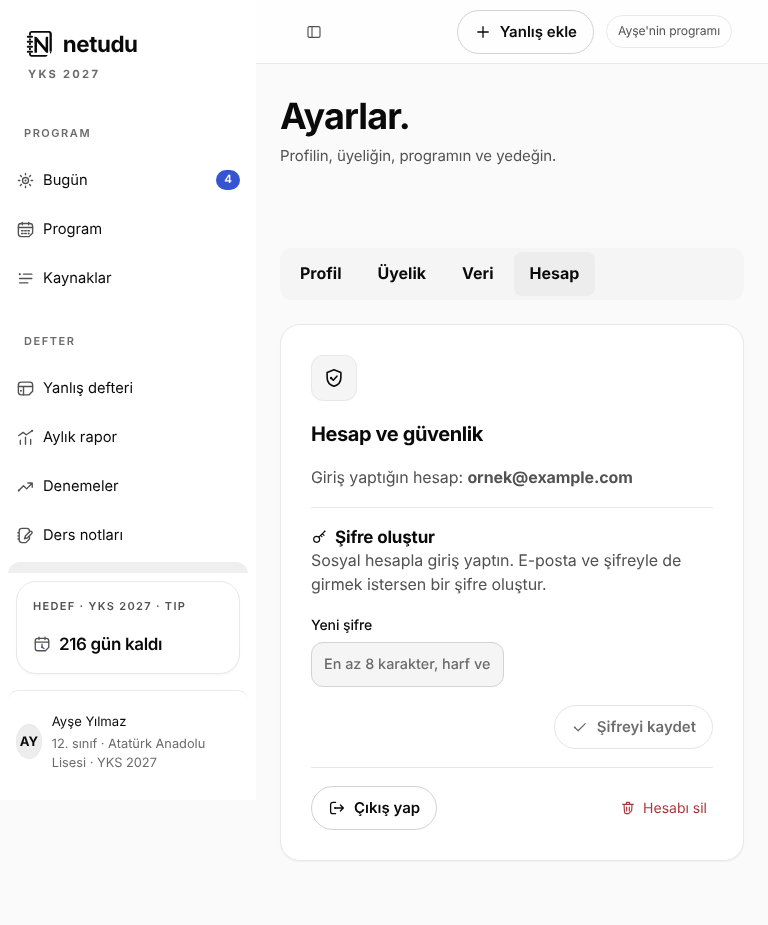 netudu
YKS 2027
PROGRAM
Bugün
4
Program
Kaynaklar
DEFTER
Yanlış defteri
Aylık rapor
Denemeler
Ders notları
HEDEF · YKS 2027 · TIP
216 gün kaldı
AY
Ayşe Yılmaz
12. sınıf · Atatürk Anadolu
Lisesi · YKS 2027
Yanlış ekle
Ayşe'nin programı
Ayarlar.
Profilin, üyeliğin, programın ve yedeğin.
Profil
Üyelik
Veri
Hesap
Hesap ve güvenlik
Giriş yaptığın hesap: ornek@example.com
Şifre oluştur
Sosyal hesapla giriş yaptın. E-posta ve şifreyle de
girmek istersen bir şifre oluştur.
Yeni şifre
En az 8 karakter, harf ve
Şifreyi kaydet
Çıkış yap
Hesabı sil